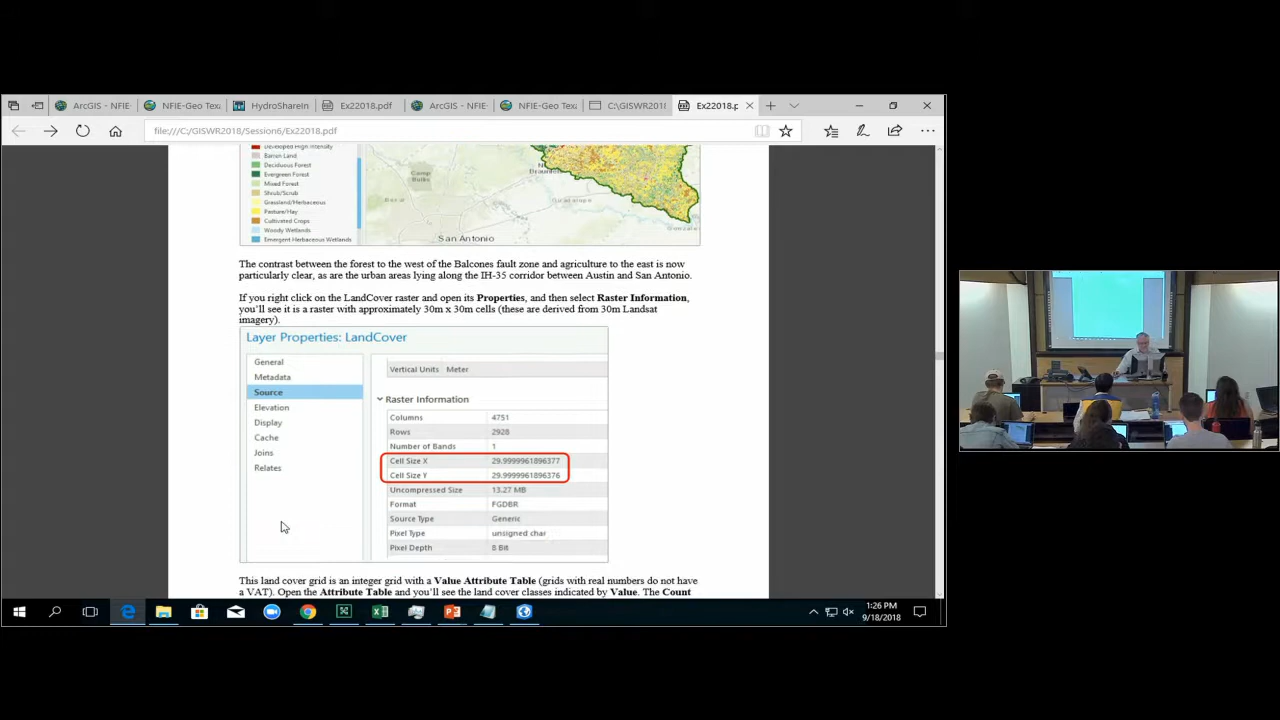 ArcGIS - NFIE-
NFIE-Geo Tex
HydroShareIn
Ex22018.pdf
ArcGIS - NFIE-
NFIE-Geo Tex
C:\GISWR2018\
Ex22018.p
file:///C:/GISWR2018/Session6/Ex22018.pdf
Developed High Intensity
Barren Land
Deciduous Forest
Evergreen Forest
Mixed Forest
Shrub/Scrub
Grassland/Herbaceous
Pasture/Hay
Cultivated Crops
Woody Wetlands
Emergent Herbaceous Wetlands
Camp
Bullis
San Antonio
The contrast between the forest to the west of the Balcones fault zone and agriculture to the east is now
particularly clear, as are the urban areas lying along the IH-35 corridor between Austin and San Antonio.
If you right click on the LandCover raster and open its Properties, and then select Raster Information,
you'll see it is a raster with approximately 30m x 30m cells (these are derived from 30m Landsat
imagery).
Layer Properties: LandCover
General
Metadata
Source
Elevation
Display
Cache
Joins
Relates
Vertical Units Meter
Raster Information
Columns 4751
Rows 2928
Number of Bands 1
Cell Size X 29.9999961896377
Cell Size Y 29.9999961896376
Uncompressed Size 13.27 MB
Format FGDBR
Source Type Generic
Pixel Type unsigned char
Pixel Depth 8 Bit
This land cover grid is an integer grid with a Value Attribute Table (grids with real numbers do not have
a VAT). Open the Attribute Table and you'll see the land cover classes indicated by Value. The Count
1:26 PM
9/18/2018